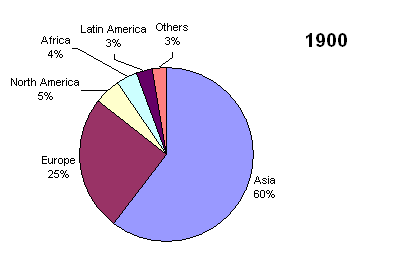 1900
Latin America
3%
Others
3%
Africa
4%
North America
5%
Europe
25%
Asia
60%